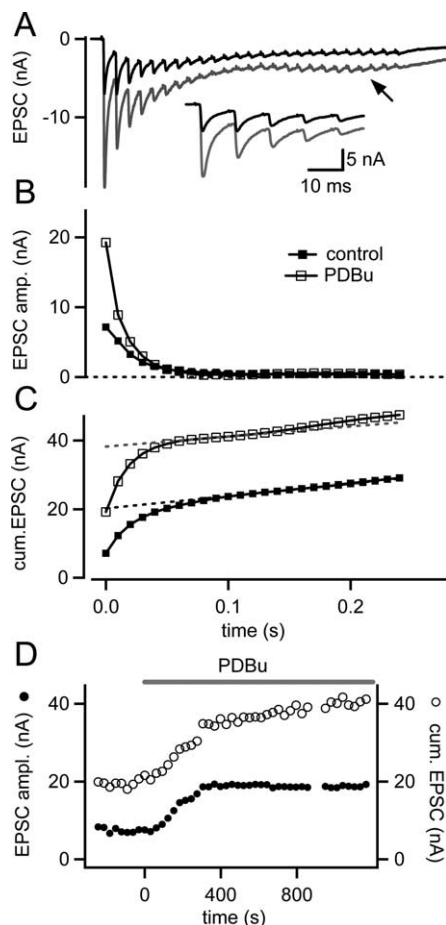 A
EPSC (nA)
0
-10
5 nA
10 ms
B
EPSC amp. (nA)
20
10
0
control
PDBu
C
cum.EPSC (nA)
40
20
0
0.0 0.1 0.2
time (s)
D
PDBu
EPSC ampl. (nA)
40
20
0
40
20
0
cum. EPSC (nA)
0 400 800
time (s)